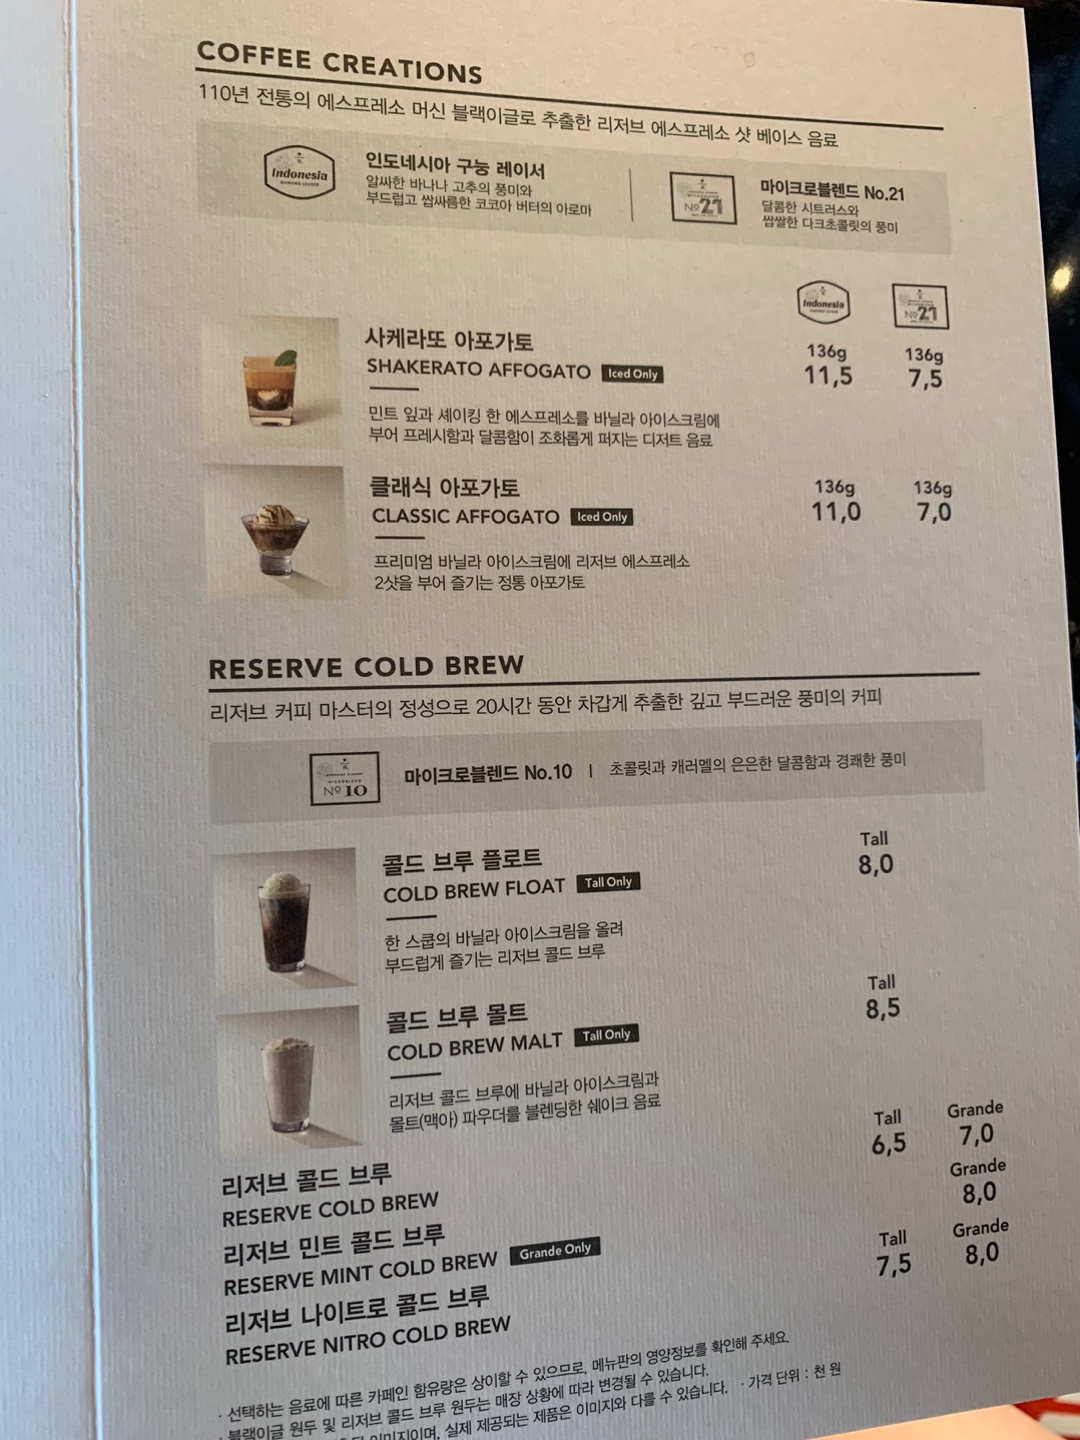 COFFEE CREATIONS
110년 전통의 에스프레소 머신 블랙이글로 추출한 리저브 에스프레소 샷 베이스 음료
Indonesia
인도네시아 구눙 레이서
알싸한 바나나 고추의 풍미와
부드럽고 쌉싸름한 코코아 버터의 아로마
Nº21
마이크로블렌드 No.21
달콤한 시트러스와
쌉쌀한 다크초콜릿의 풍미
Indonesia
Nº21
사케라또 아포가토
SHAKERATO AFFOGATO Iced Only
136g 136g
11,5 7,5
민트 잎과 셰이킹 한 에스프레소를 바닐라 아이스크림에
부어 프레시함과 달콤함이 조화롭게 퍼지는 디저트 음료
클래식 아포가토
CLASSIC AFFOGATO Iced Only
136g 136g
11,0 7,0
프리미엄 바닐라 아이스크림에 리저브 에스프레소
2샷을 부어 즐기는 정통 아포가토
RESERVE COLD BREW
리저브 커피 마스터의 정성으로 20시간 동안 차갑게 추출한 깊고 부드러운 풍미의 커피
MICROBLEND
Nº 10
마이크로블렌드 No.10 | 초콜릿과 캐러멜의 은은한 달콤함과 경쾌한 풍미
콜드 브루 플로트
COLD BREW FLOAT Tall Only
Tall
8,0
한 스쿱의 바닐라 아이스크림을 올려
부드럽게 즐기는 리저브 콜드 브루
콜드 브루 몰트
COLD BREW MALT Tall Only
Tall
8,5
리저브 콜드 브루에 바닐라 아이스크림과
몰트(맥아) 파우더를 블렌딩한 쉐이크 음료
리저브 콜드 브루
RESERVE COLD BREW
Tall Grande
6,5 7,0
리저브 민트 콜드 브루
RESERVE MINT COLD BREW Grande Only
Grande
8,0
리저브 나이트로 콜드 브루
RESERVE NITRO COLD BREW
Tall Grande
7,5 8,0
· 선택하는 음료에 따른 카페인 함유량은 상이할 수 있으므로, 메뉴판의 영양정보를 확인해 주세요.
· 블랙이글 원두 및 리저브 콜드 브루 원두는 매장 상황에 따라 변경될 수 있습니다.
이미지이며, 실제 제공되는 제품은 이미지와 다를 수 있습니다. · 가격 단위 : 천 원